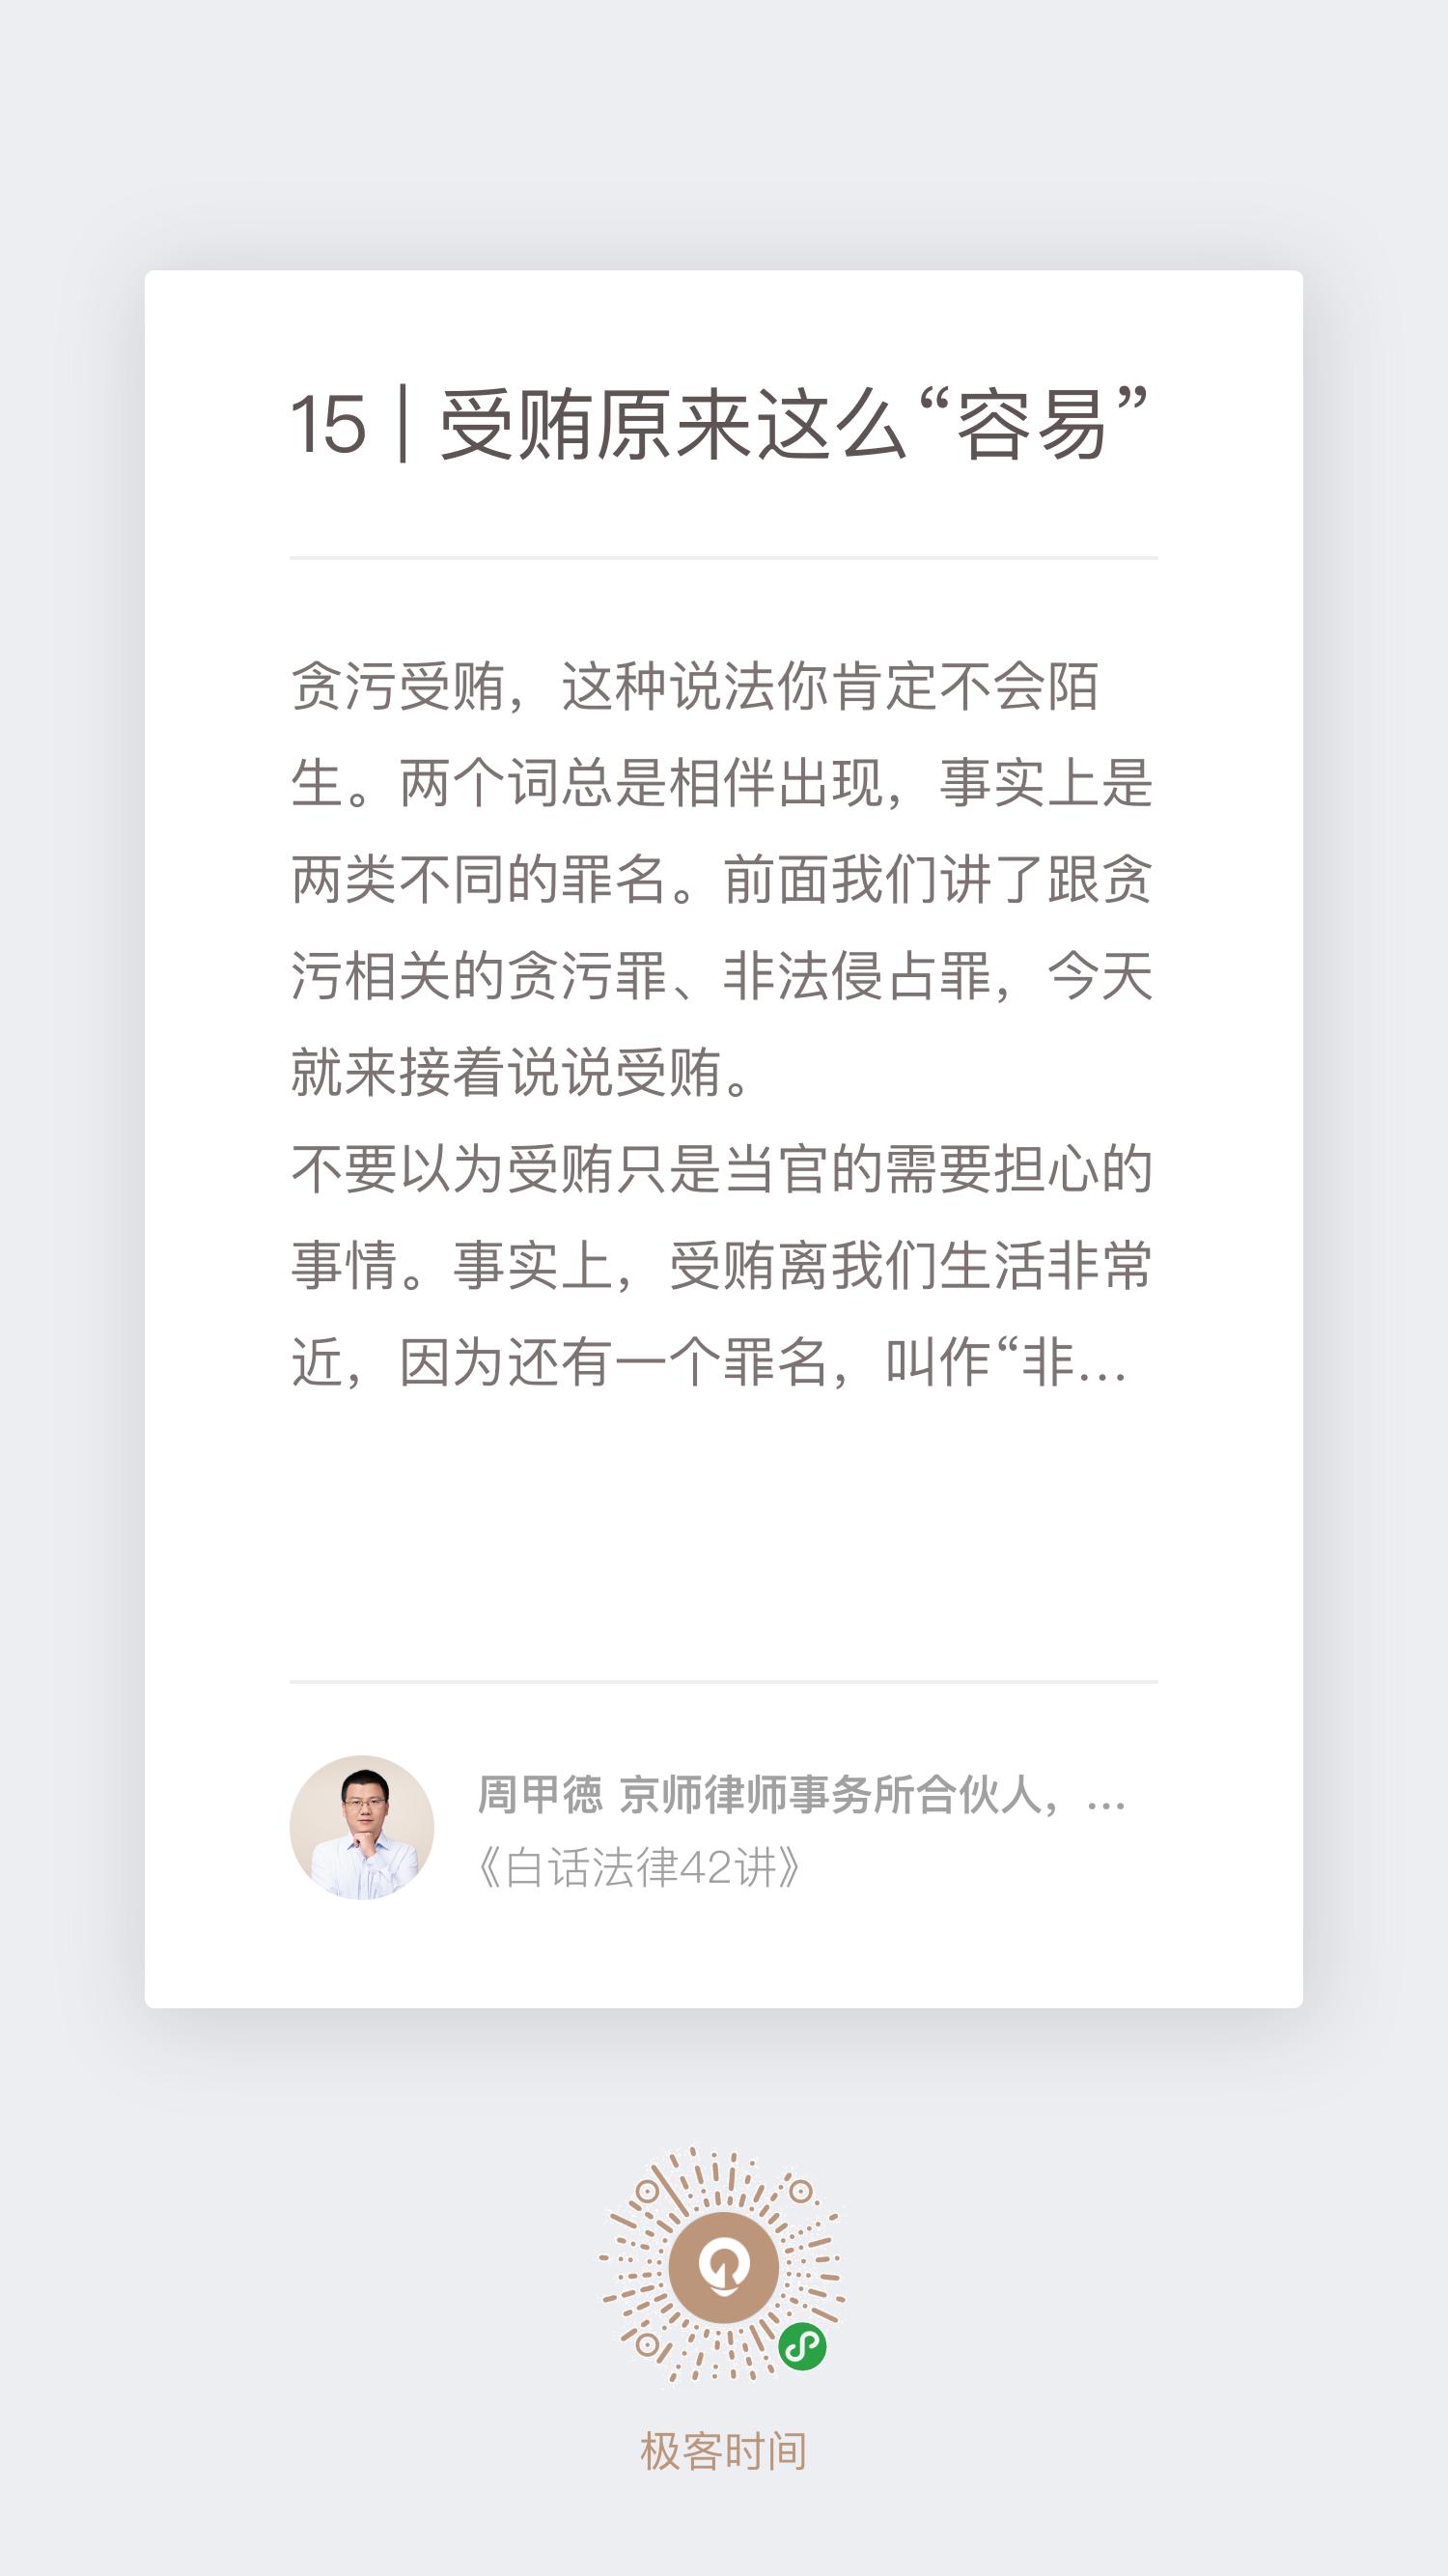 15 | 受贿原来这么“容易”
贪污受贿，这种说法你肯定不会陌
生。两个词总是相伴出现，事实上是
两类不同的罪名。前面我们讲了跟贪
污相关的贪污罪、非法侵占罪，今天
就来接着说说受贿。
不要以为受贿只是当官的需要担心的
事情。事实上，受贿离我们生活非常
近，因为还有一个罪名，叫作“非...
周甲德 京师律师事务所合伙人，...
《白话法律42讲》
极客时间